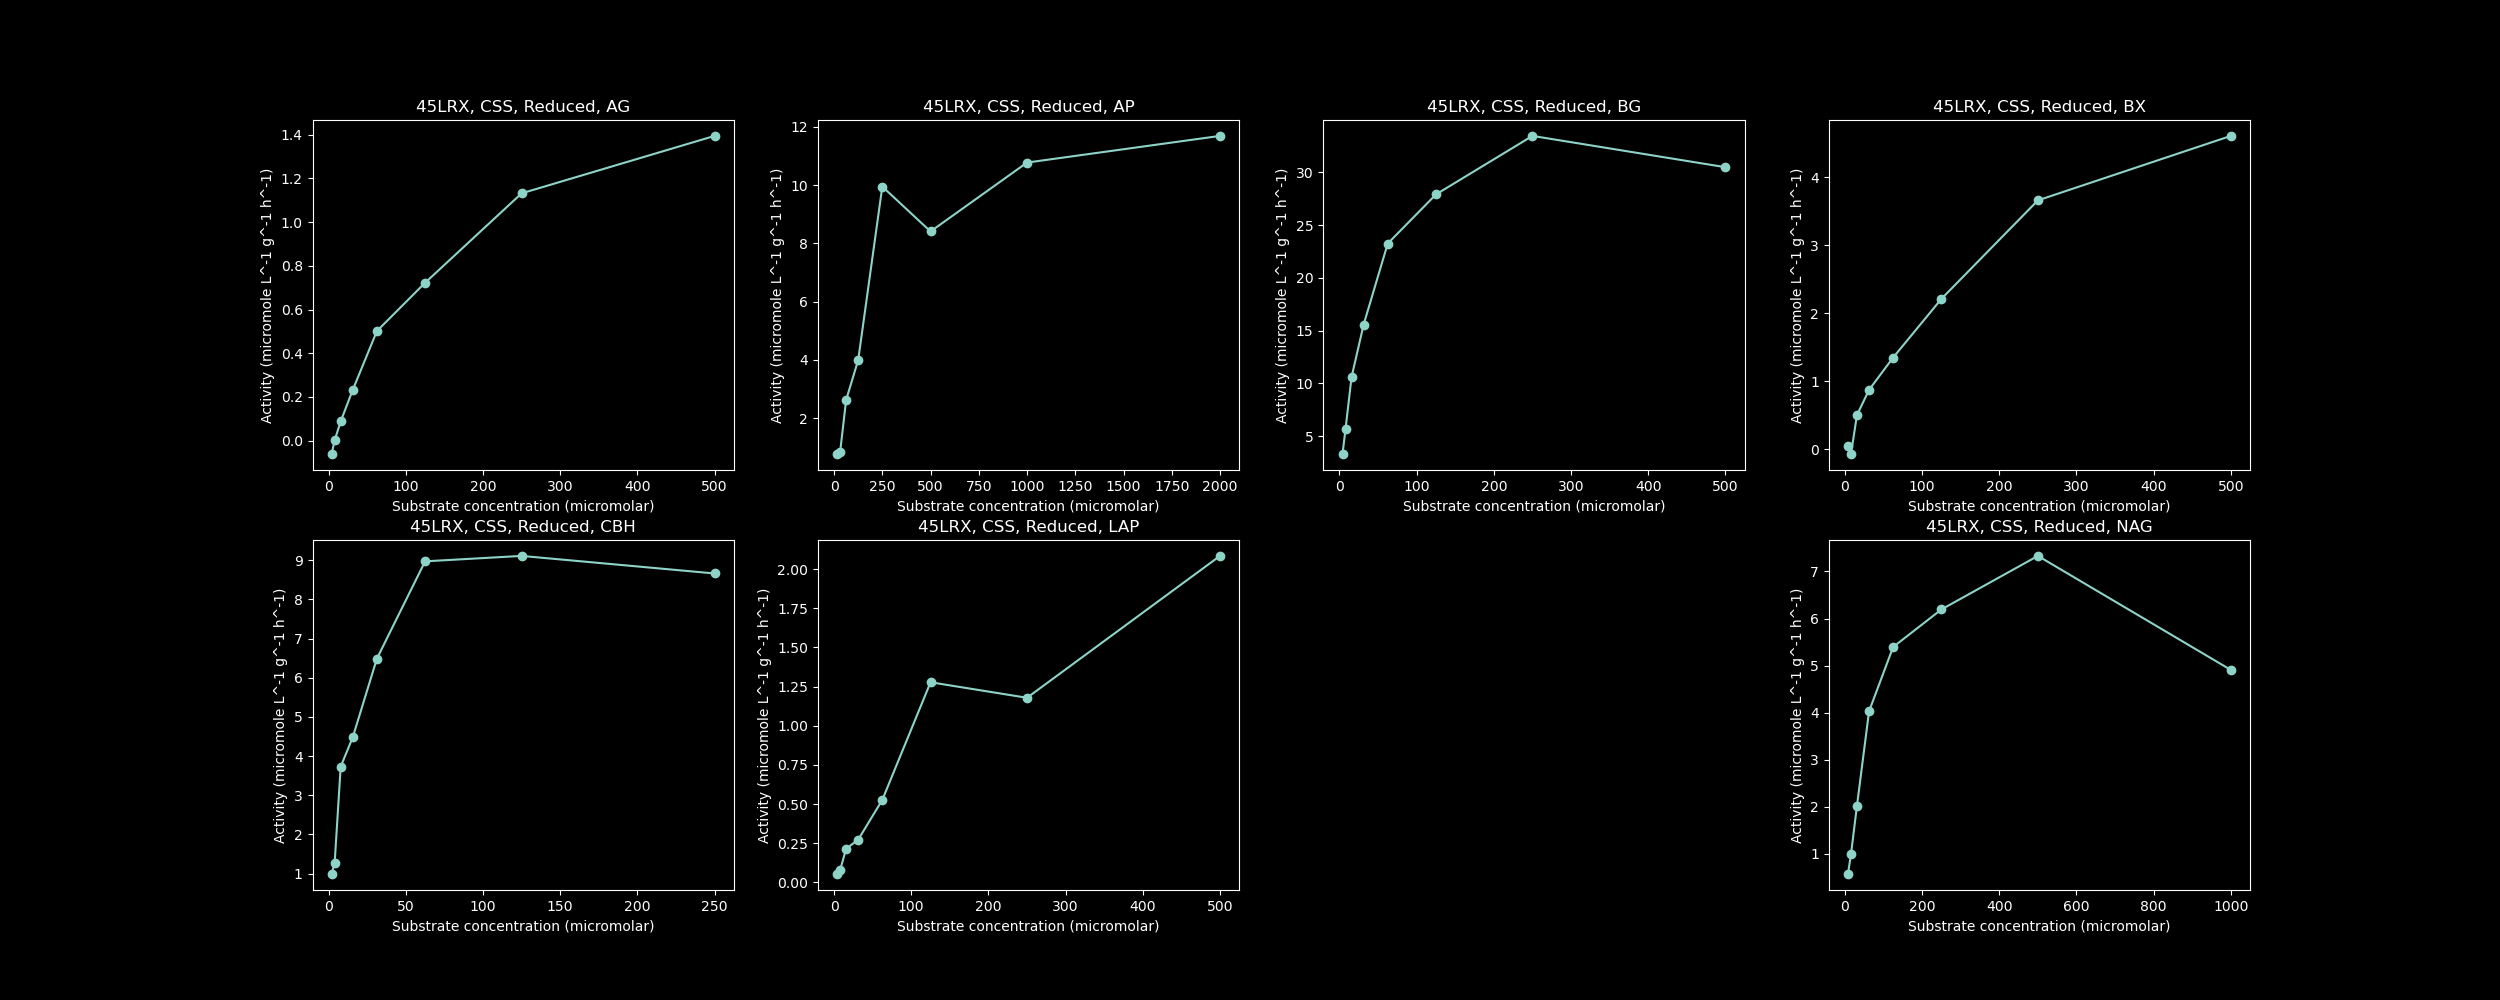 45LRX, CSS, Reduced, AG
Activity (micromole L^-1 g^-1 h^-1)
1.4
1.2
1.0
0.8
0.6
0.4
0.2
0.0
0 100 200 300 400 500
Substrate concentration (micromolar)
45LRX, CSS, Reduced, AP
Activity (micromole L^-1 g^-1 h^-1)
12
10
8
6
4
2
0 250 500 750 1000 1250 1500 1750 2000
Substrate concentration (micromolar)
45LRX, CSS, Reduced, BG
Activity (micromole L^-1 g^-1 h^-1)
30
25
20
15
10
5
0 100 200 300 400 500
Substrate concentration (micromolar)
45LRX, CSS, Reduced, BX
Activity (micromole L^-1 g^-1 h^-1)
4
3
2
1
0
0 100 200 300 400 500
Substrate concentration (micromolar)
45LRX, CSS, Reduced, CBH
Activity (micromole L^-1 g^-1 h^-1)
9
8
7
6
5
4
3
2
1
0 50 100 150 200 250
Substrate concentration (micromolar)
45LRX, CSS, Reduced, LAP
Activity (micromole L^-1 g^-1 h^-1)
2.00
1.75
1.50
1.25
1.00
0.75
0.50
0.25
0.00
0 100 200 300 400 500
Substrate concentration (micromolar)
45LRX, CSS, Reduced, NAG
Activity (micromole L^-1 g^-1 h^-1)
7
6
5
4
3
2
1
0 200 400 600 800 1000
Substrate concentration (micromolar)